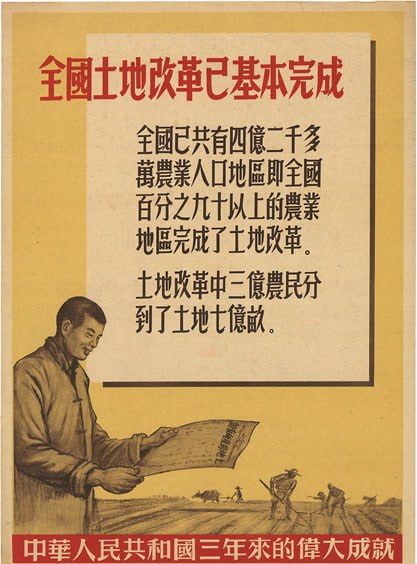 全國土地改革已基本完成
全國已共有四億二千多
萬農業人口地區即全國
百分之九十以上的農業
地區完成了土地改革。
土地改革中三億農民分
到了土地七億畝。
中華人民共和國三年來的偉大成就